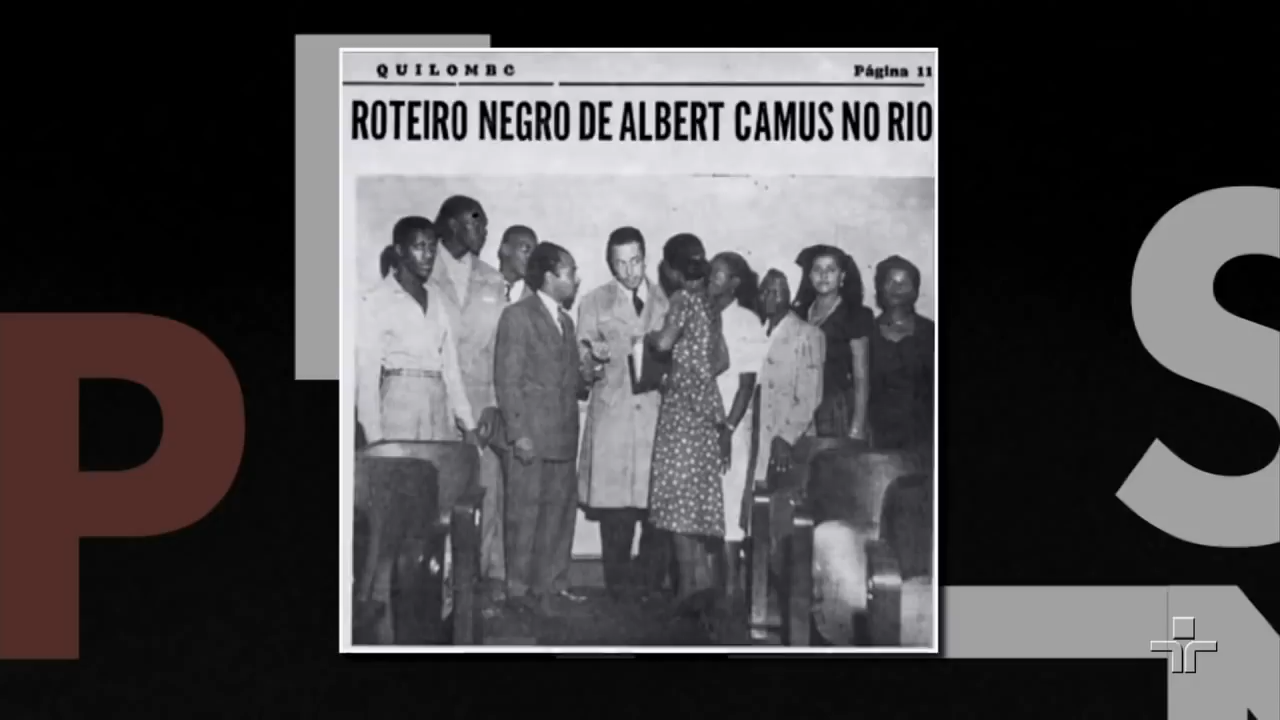 QUILOMBO
Página 11
ROTEIRO NEGRO DE ALBERT CAMUS NO RIO
P
S